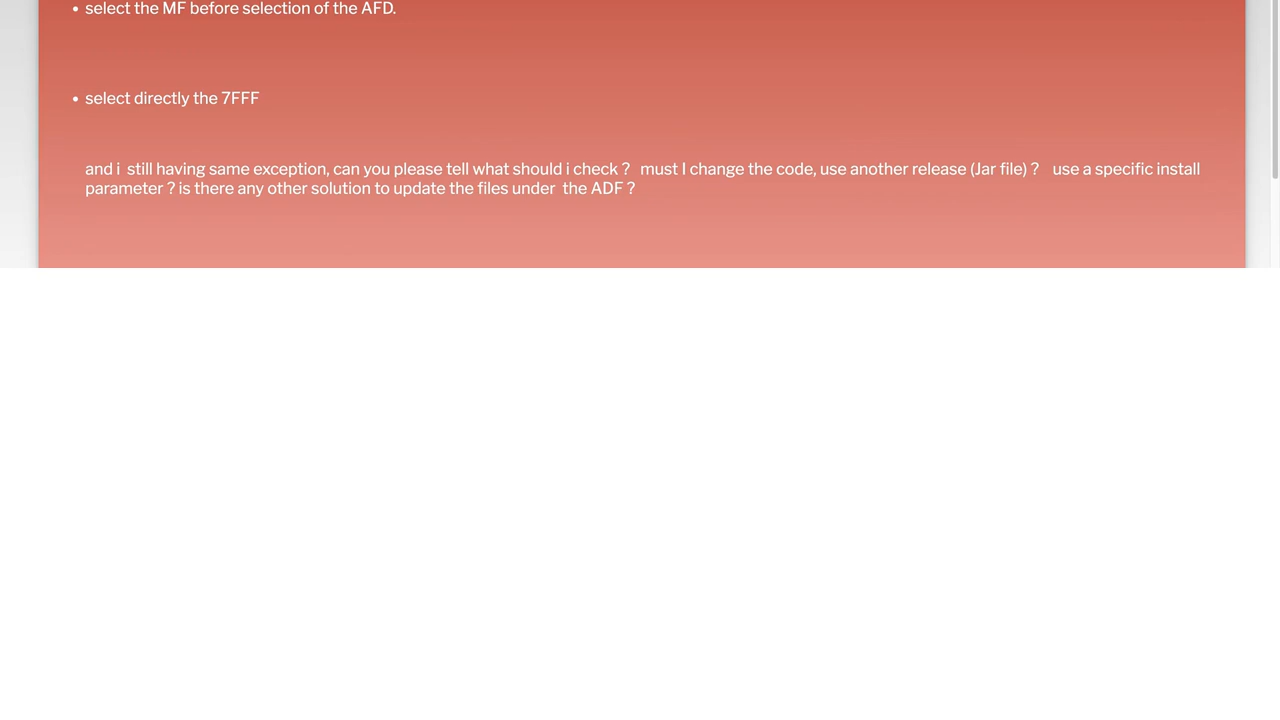 • select the MF before selection of the AFD.
• select directly the 7FFF
and i  still having same exception, can you please tell what should i check ?   must I change the code, use another release (Jar file) ?    use a specific install
parameter ? is there any other solution to update the files under  the ADF ?